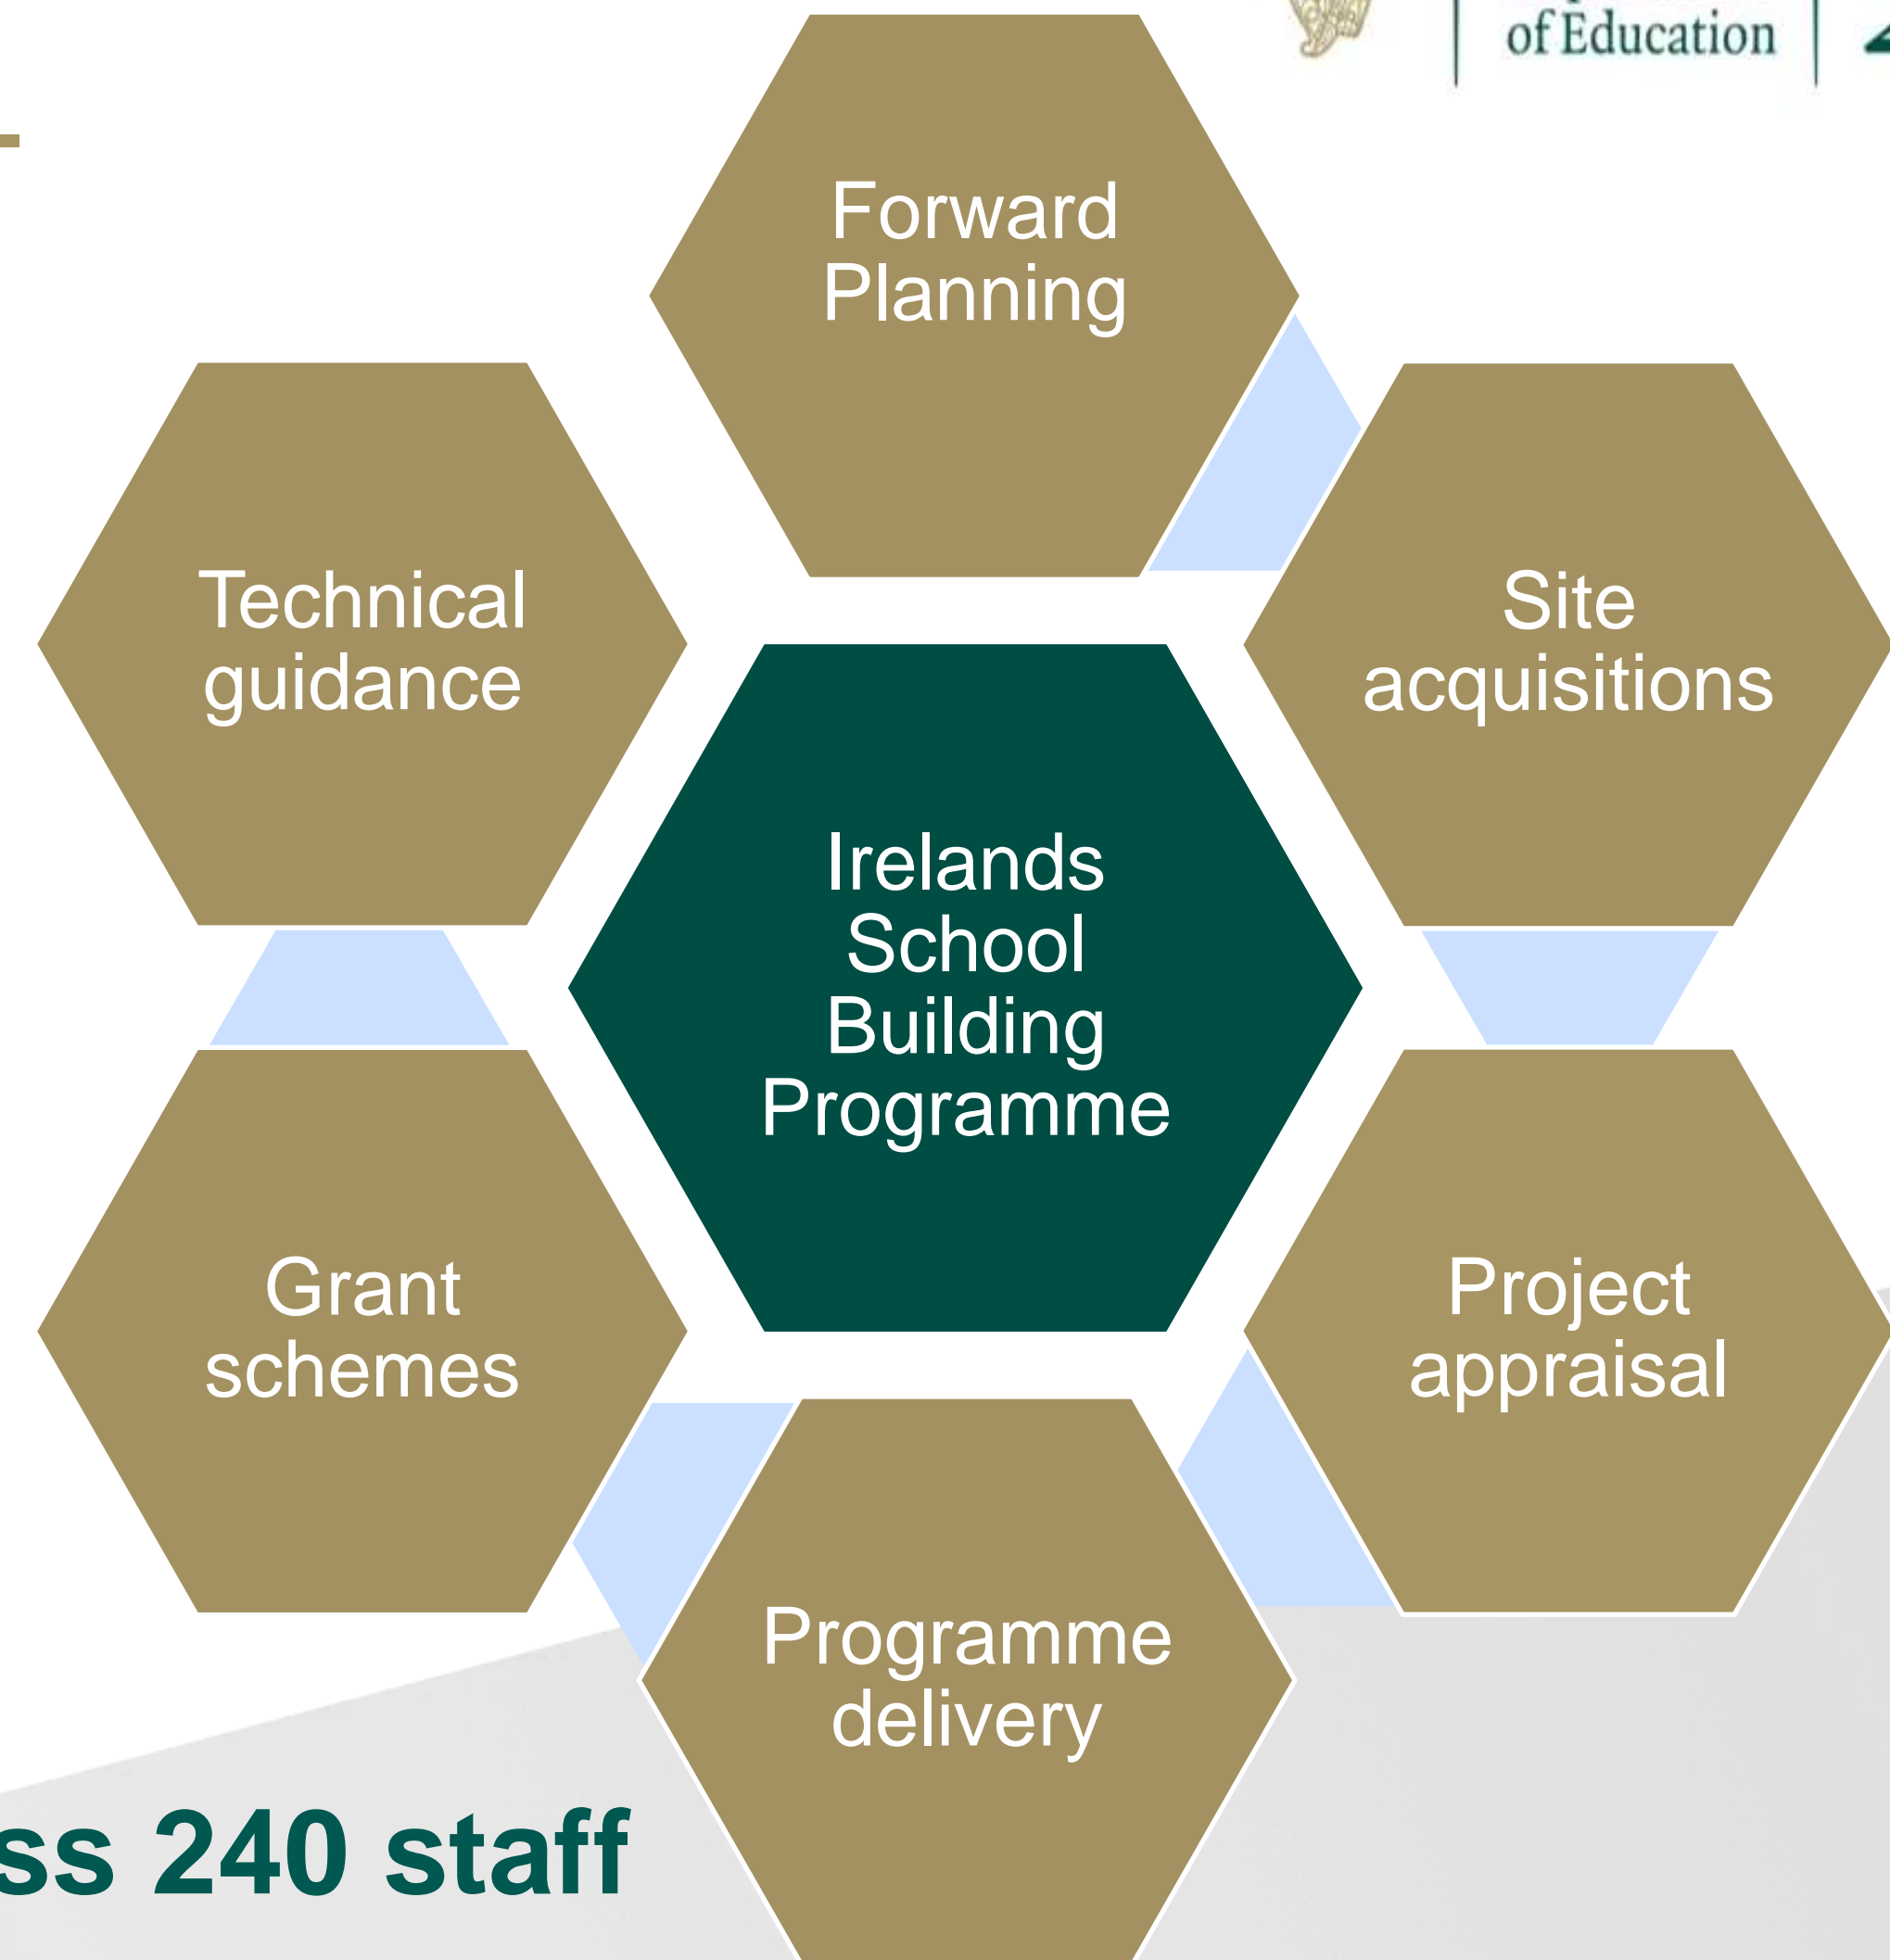 of Education
Forward
Planning
Technical
guidance
Site
acquisitions
Irelands
School
Building
Programme
Grant
schemes
Project
appraisal
Programme
delivery
240 staff